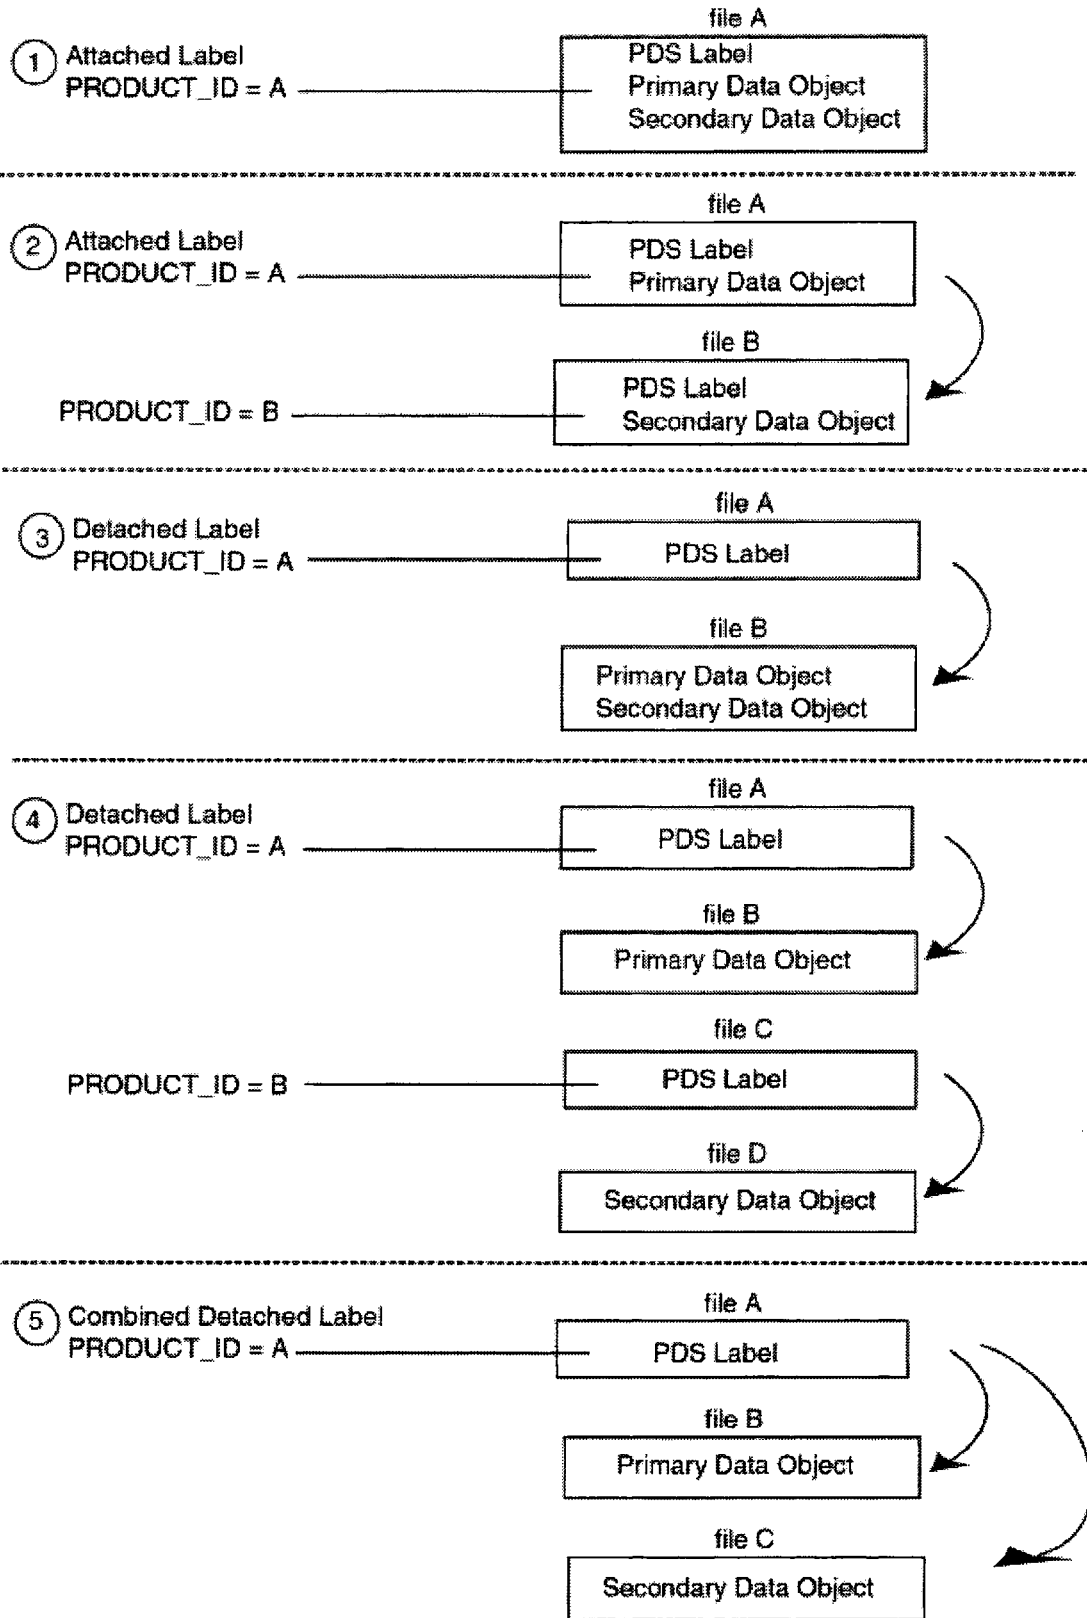 file A
1 Attached Label
PDS Label
PRODUCT_ID = A
Primary Data Object
Secondary Data Object
file A
2 Attached Label
PDS Label
PRODUCT_ID = A
Primary Data Object
file B
PDS Label
PRODUCT_ID = B
Secondary Data Object
file A
3 Detached Label
PRODUCT_ID = A
PDS Label
file B
Primary Data Object
Secondary Data Object
file A
4 Detached Label
PRODUCT_ID = A
PDS Label
file B
Primary Data Object
file C
PRODUCT_ID = B
PDS Label
file D
Secondary Data Object
file A
5 Combined Detached Label
PRODUCT_ID = A
PDS Label
file B
Primary Data Object
file C
Secondary Data Object